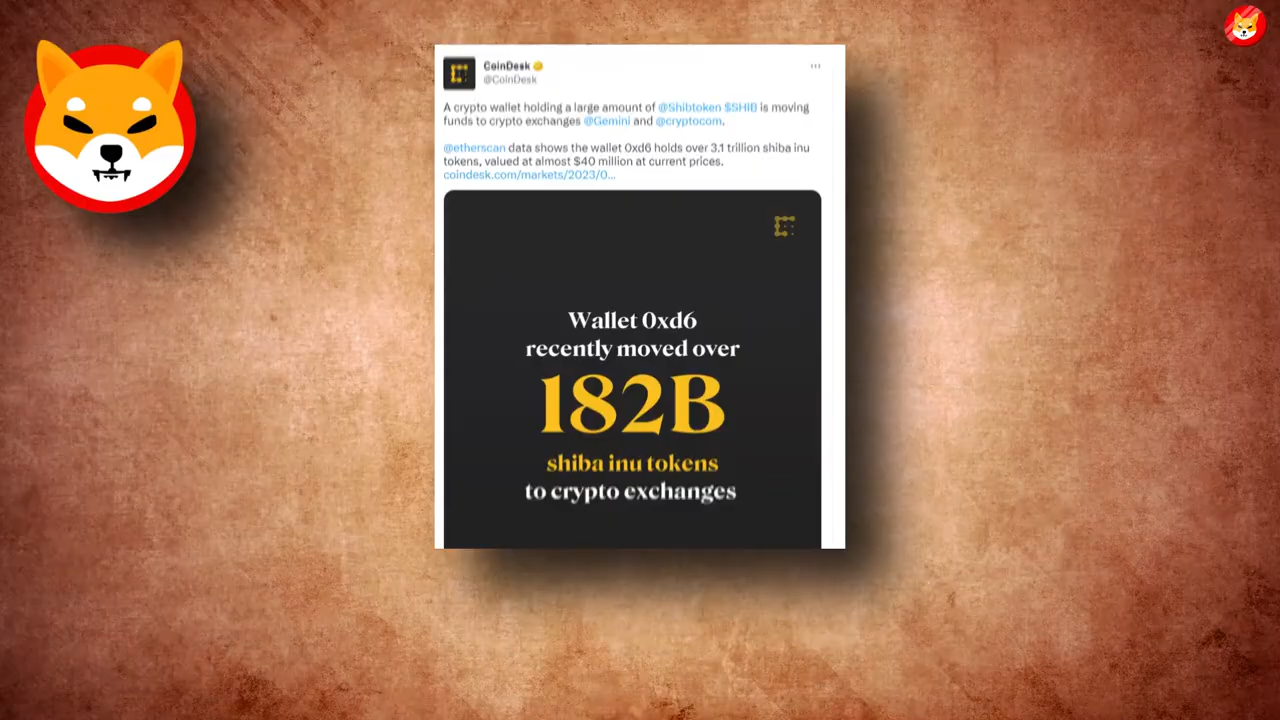 CoinDesk
@CoinDesk
A crypto wallet holding a large amount of @Shibtoken $SHIB is moving
funds to crypto exchanges @Gemini and @cryptocom.
@etherscan data shows the wallet 0xd6 holds over 3.1 trillion shiba inu
tokens, valued at almost $40 million at current prices.
coindesk.com/markets/2023/0...
Wallet 0xd6
recently moved over
182B
shiba inu tokens
to crypto exchanges